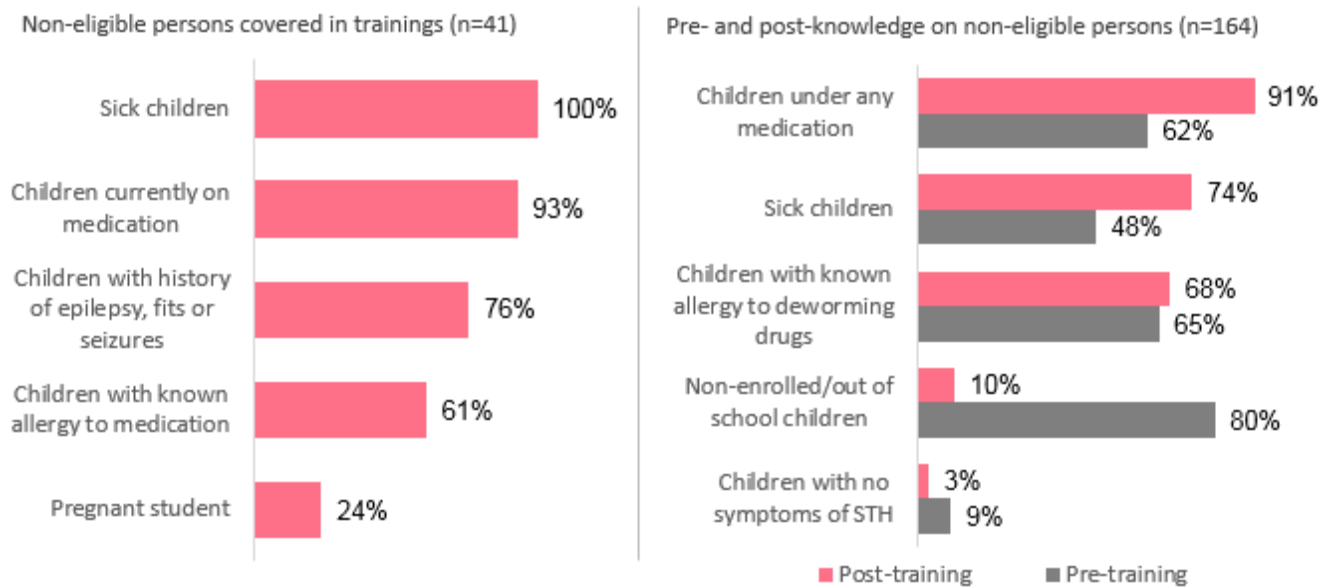 Non-eligible persons covered in trainings (n=41)
Sick children
100%
Children currently on
medication
93%
Children with history
of epilepsy, fits or
seizures
76%
Children with known
allergy to medication
61%
Pregnant student
24%
Pre- and post-knowledge on non-eligible persons (n=164)
Children under any
medication
91%
62%
Sick children
74%
48%
Children with known
allergy to deworming
drugs
68%
65%
Non-enrolled/out of
school children
10%
80%
Children with no
symptoms of STH
3%
9%
Post-training
Pre-training